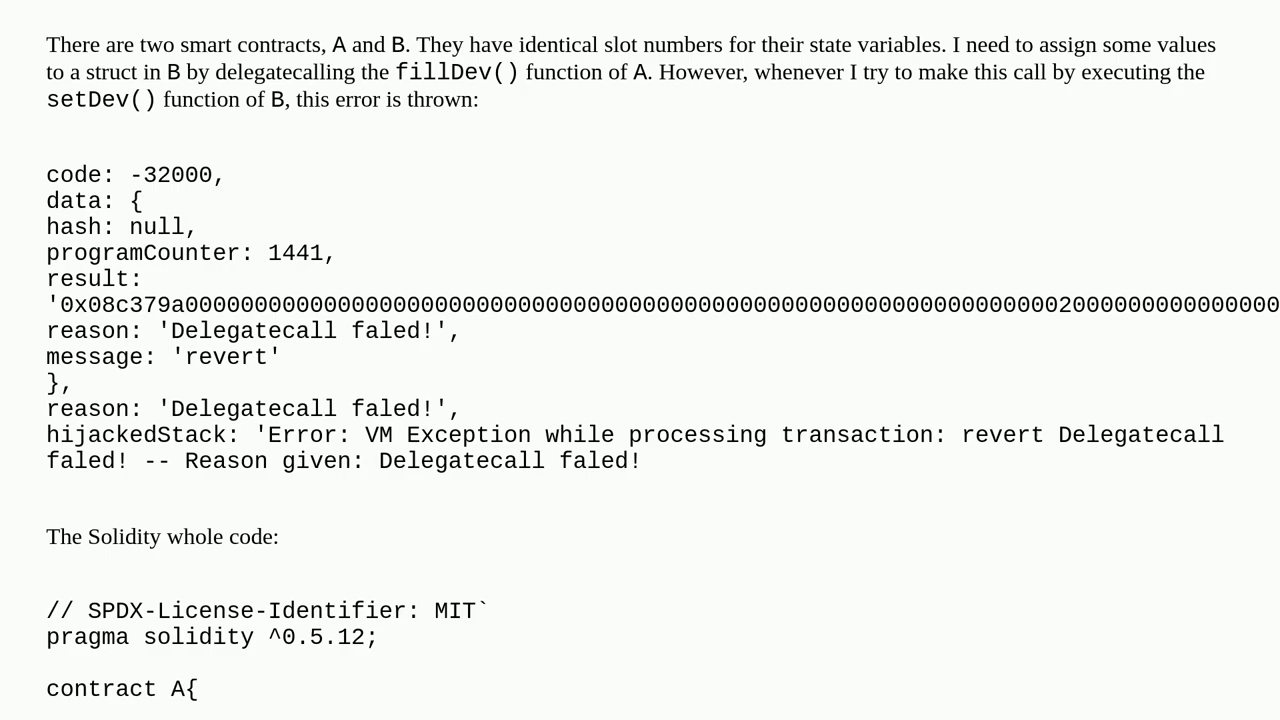 There are two smart contracts, A and B. They have identical slot numbers for their state variables. I need to assign some values
to a struct in B by delegatecalling the fillDev() function of A. However, whenever I try to make this call by executing the
setDev() function of B, this error is thrown:
code: -32000,
data: {
hash: null,
programCounter: 1441,
result:
'0x08c379a000000000000000000000000000000000000000000000000000000000000000200000000000000
reason: 'Delegatecall faled!',
message: 'revert'
},
reason: 'Delegatecall faled!',
hijackedStack: 'Error: VM Exception while processing transaction: revert Delegatecall
faled! -- Reason given: Delegatecall faled!
The Solidity whole code:
// SPDX-License-Identifier: MIT`
pragma solidity ^0.5.12;
contract A{